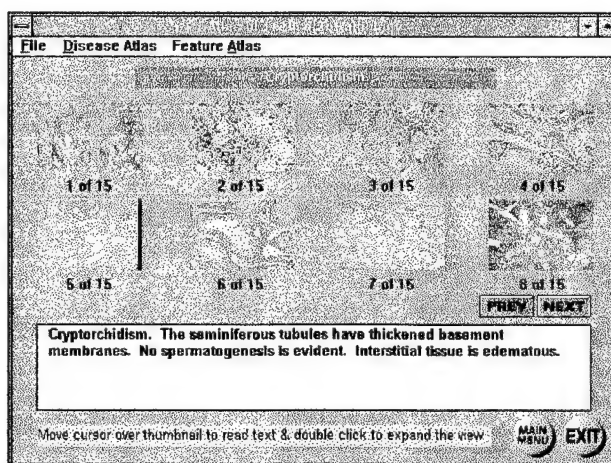 File Disease Atlas Feature Atlas
Cryptorchidism
1 of 15 2 of 15 3 of 15 4 of 15
5 of 15 6 of 15 7 of 15 8 of 15
PREV NEXT
Cryptorchidism. The seminiferous tubules have thickened basement
membranes. No spermatogenesis is evident. Interstitial tissue is edematous.
Move cursor over thumbnail to read text & double click to expand the view
MAIN
MENU EXIT